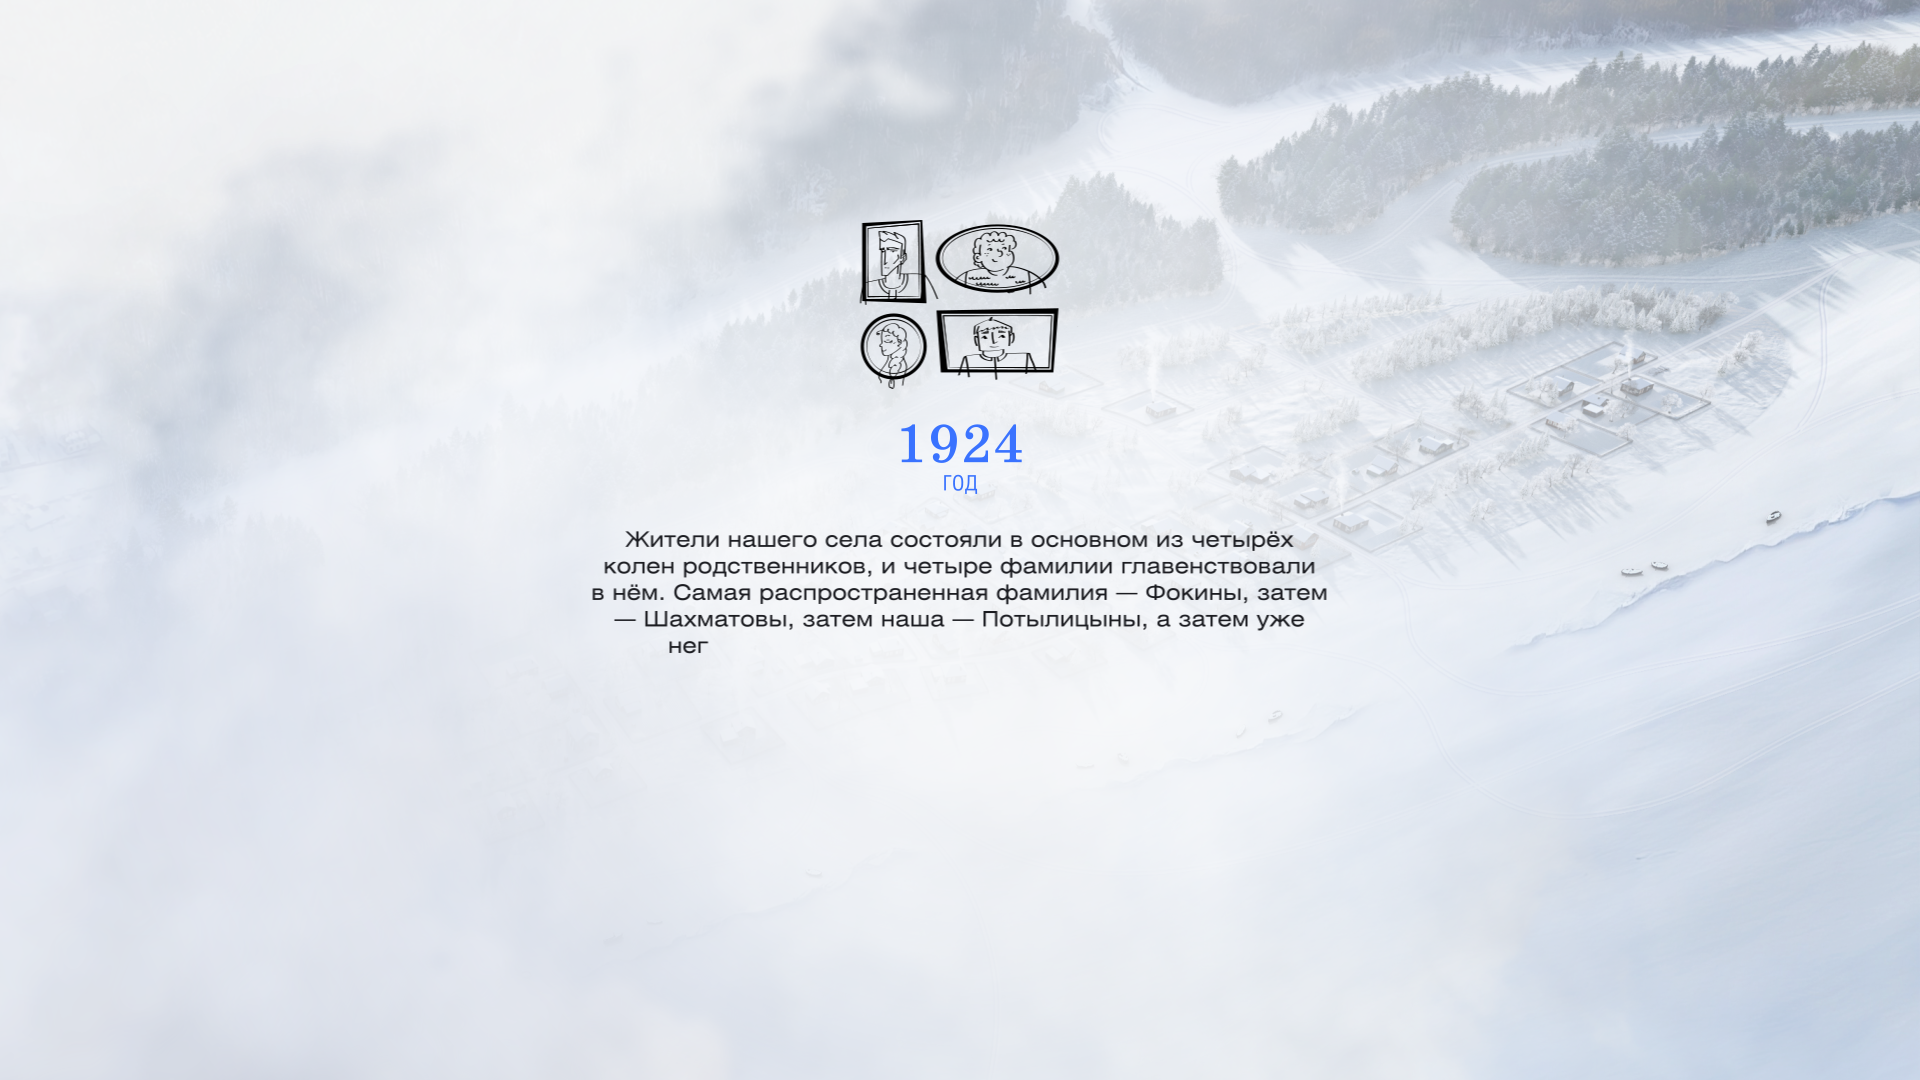 1924
ГОД
Жители нашего села состояли в основном из четырёх
колен родственников, и четыре фамилии главенствовали
в нём. Самая распространенная фамилия — Фокины, затем
— Шахматовы, затем наша — Потылицыны, а затем уже
нег